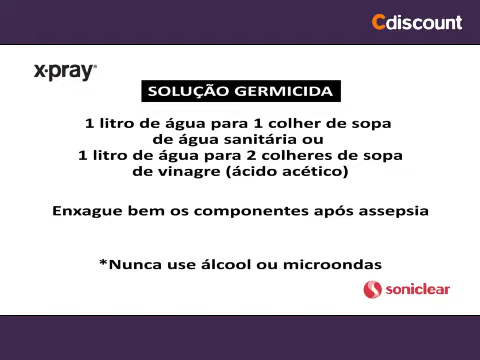 Cdiscount
x·pray®
SOLUÇÃO GERMICIDA
1 litro de água para 1 colher de sopa
de água sanitária ou
1 litro de água para 2 colheres de sopa
de vinagre (ácido acético)
Enxague bem os componentes após assepsia
*Nunca use álcool ou microondas
soniclear